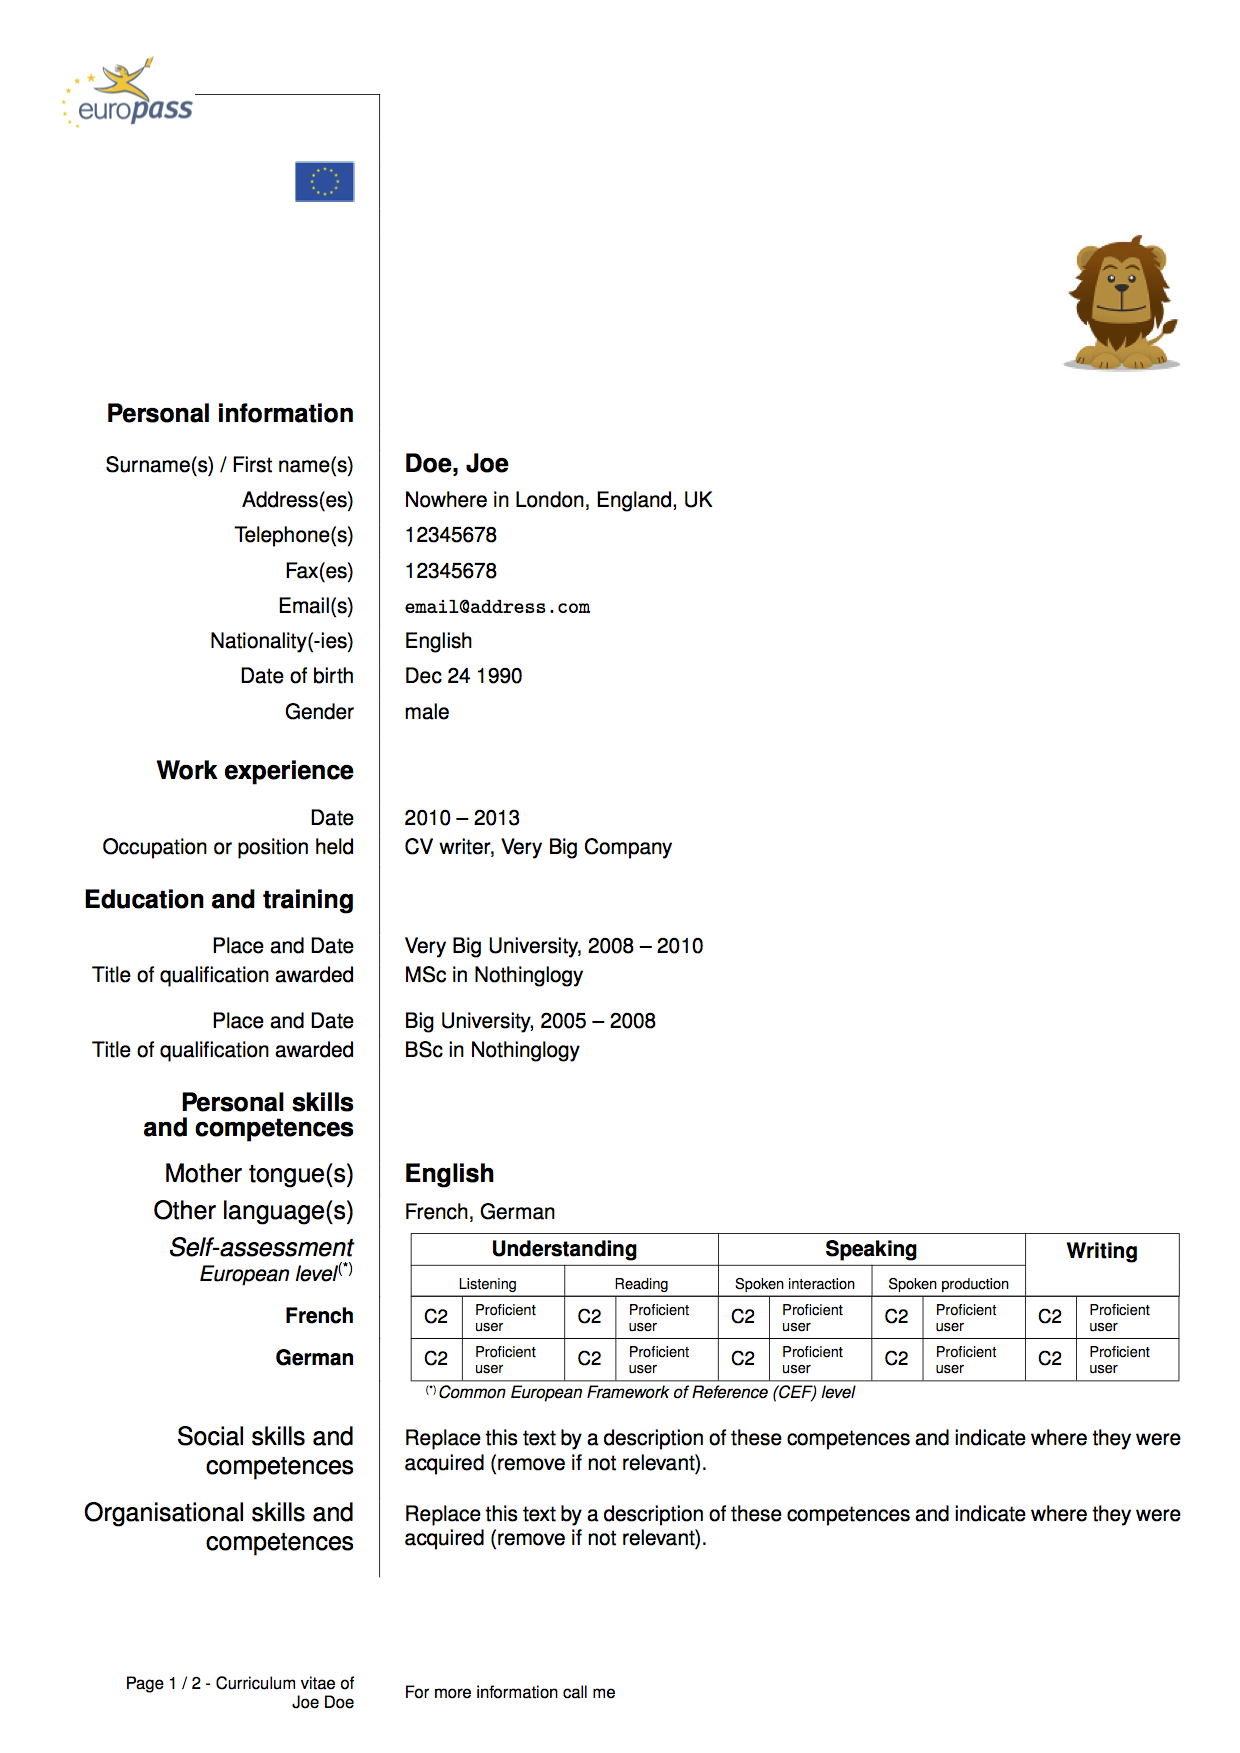 europass
Personal information
Surname(s) / First name(s) Doe, Joe
Address(es) Nowhere in London, England, UK
Telephone(s) 12345678
Fax(es) 12345678
Email(s) email@address.com
Nationality(-ies) English
Date of birth Dec 24 1990
Gender male
Work experience
Date 2010 – 2013
Occupation or position held CV writer, Very Big Company
Education and training
Place and Date Very Big University, 2008 – 2010
Title of qualification awarded MSc in Nothinglogy
Place and Date Big University, 2005 – 2008
Title of qualification awarded BSc in Nothinglogy
Personal skills
and competences
Mother tongue(s) English
Other language(s) French, German
Self-assessment Understanding Speaking Writing
European level(*) Listening Reading Spoken interaction Spoken production
French C2 Proficient user C2 Proficient user C2 Proficient user C2 Proficient user C2 Proficient user
German C2 Proficient user C2 Proficient user C2 Proficient user C2 Proficient user C2 Proficient user
(*) Common European Framework of Reference (CEF) level
Social skills and Replace this text by a description of these competences and indicate where they were
competences acquired (remove if not relevant).
Organisational skills and Replace this text by a description of these competences and indicate where they were
competences acquired (remove if not relevant).
Page 1 / 2 - Curriculum vitae of
Joe Doe
For more information call me